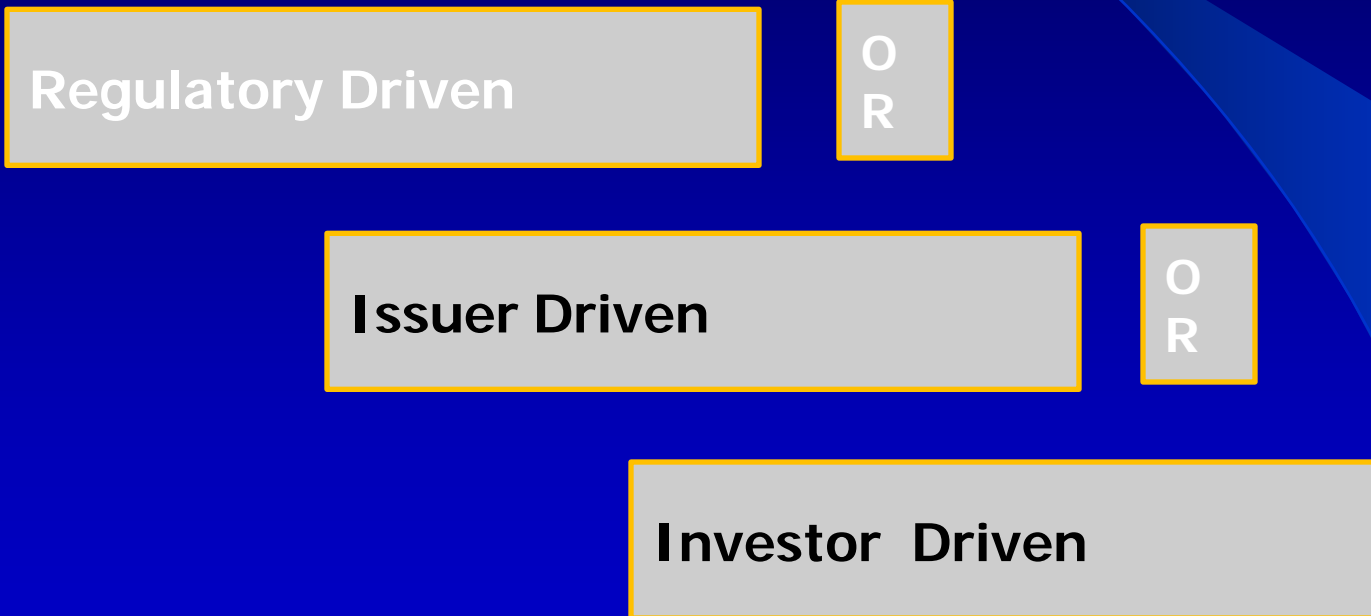 Regulatory Driven
O
R
Issuer Driven
O
R
Investor Driven